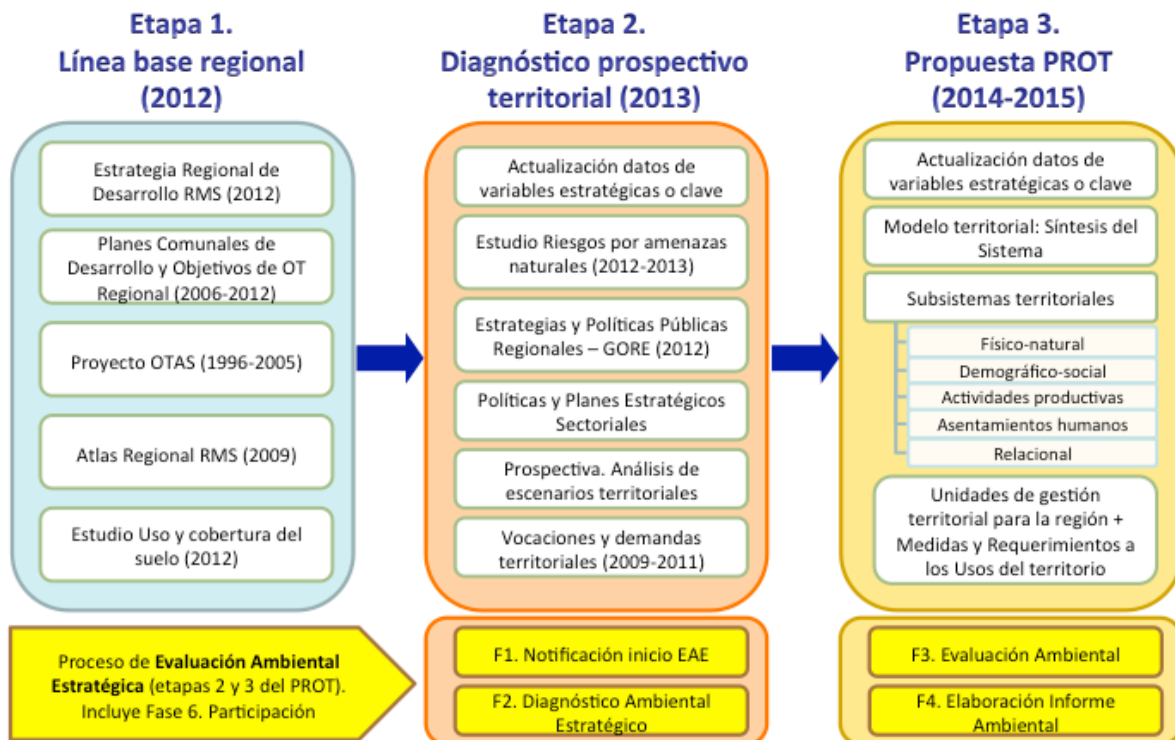 Etapa 1.
Línea base regional
(2012)
Estrategia Regional de
Desarrollo RMS (2012)
Planes Comunales de
Desarrollo y Objetivos de OT
Regional (2006-2012)
Proyecto OTAS (1996-2005)
Atlas Regional RMS (2009)
Estudio Uso y cobertura del
suelo (2012)
Proceso de Evaluación Ambiental
Estratégica (etapas 2 y 3 del PROT).
Incluye Fase 6. Participación
Etapa 2.
Diagnóstico prospectivo
territorial (2013)
Actualización datos de
variables estratégicas o clave
Estudio Riesgos por amenazas
naturales (2012-2013)
Estrategias y Políticas Públicas
Regionales – GORE (2012)
Políticas y Planes Estratégicos
Sectoriales
Prospectiva. Análisis de
escenarios territoriales
Vocaciones y demandas
territoriales (2009-2011)
F1. Notificación inicio EAE
F2. Diagnóstico Ambiental
Estratégico
Etapa 3.
Propuesta PROT
(2014-2015)
Actualización datos de
variables estratégicas o clave
Modelo territorial: Síntesis del
Sistema
Subsistemas territoriales
Físico-natural
Demográfico-social
Actividades productivas
Asentamientos humanos
Relacional
Unidades de gestión
territorial para la región +
Medidas y Requerimientos a
los Usos del territorio
F3. Evaluación Ambiental
F4. Elaboración Informe
Ambiental